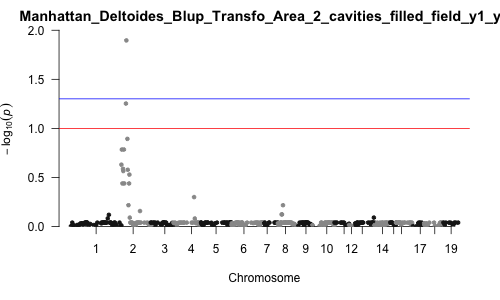 Manhattan_Deltoides_Blup_Transfo_Area_2_cavities_filled_field_y1_y
2.0
1.5
1.0
0.5
0.0
− log₁₀(p)
1 2 3 4 5 6 7 8 9 10 12 14 17 19
Chromosome